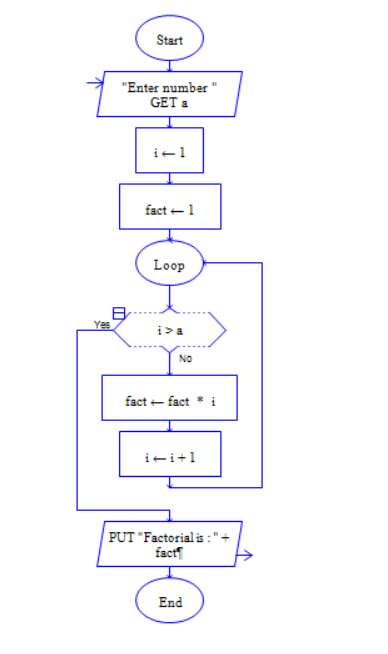 Start
"Enter number "
GET a
i ← 1
fact ← 1
Loop
Yes
i > a
No
fact ← fact * i
i ← i + 1
PUT "Factorial is : " +
fact¶
End